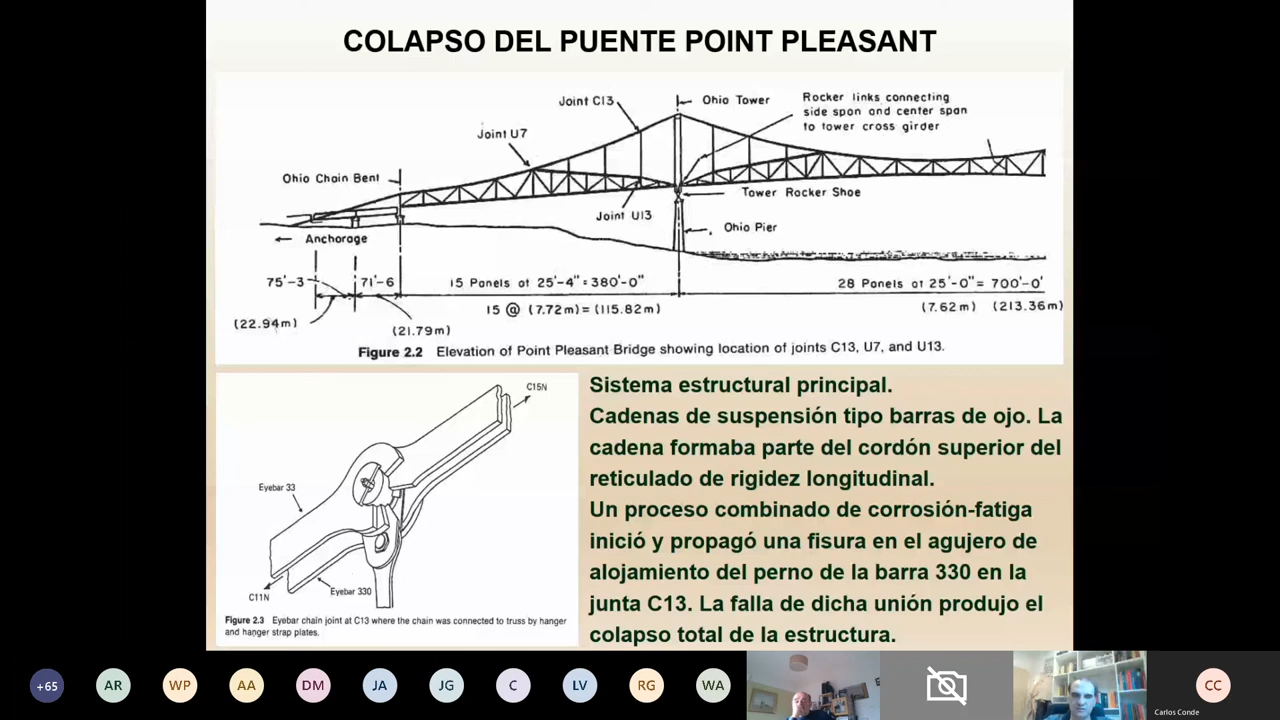 COLAPSO DEL PUENTE POINT PLEASANT
Joint C13
Ohio Tower
Rocker links connecting
side span and center span
to tower cross girder
Joint U7
Ohio Chain Bent
Tower Rocker Shoe
Joint U13
Ohio Pier
Anchorage
75'-3
71'-6
15 Panels at 25'-4"=380'-0"
28 Panels at 25'-0"= 700'-0'
15 @ (7.72m)=(115.82m)
(7.62m) (213.36m)
(22.94m)
(21.79m)
Figure 2.2 Elevation of Point Pleasant Bridge showing location of joints C13, U7, and U13.
C15N
Eyebar 33
C11N
Eyebar 330
Figure 2.3 Eyebar chain joint at C13 where the chain was connected to truss by hanger
and hanger strap plates.
Sistema estructural principal.
Cadenas de suspensión tipo barras de ojo. La
cadena formaba parte del cordón superior del
reticulado de rigidez longitudinal.
Un proceso combinado de corrosión-fatiga
inició y propagó una fisura en el agujero de
alojamiento del perno de la barra 330 en la
junta C13. La falla de dicha unión produjo el
colapso total de la estructura.
+65
AR
WP
AA
DM
JA
JG
C
LV
RG
WA
CC
Carlos Conde